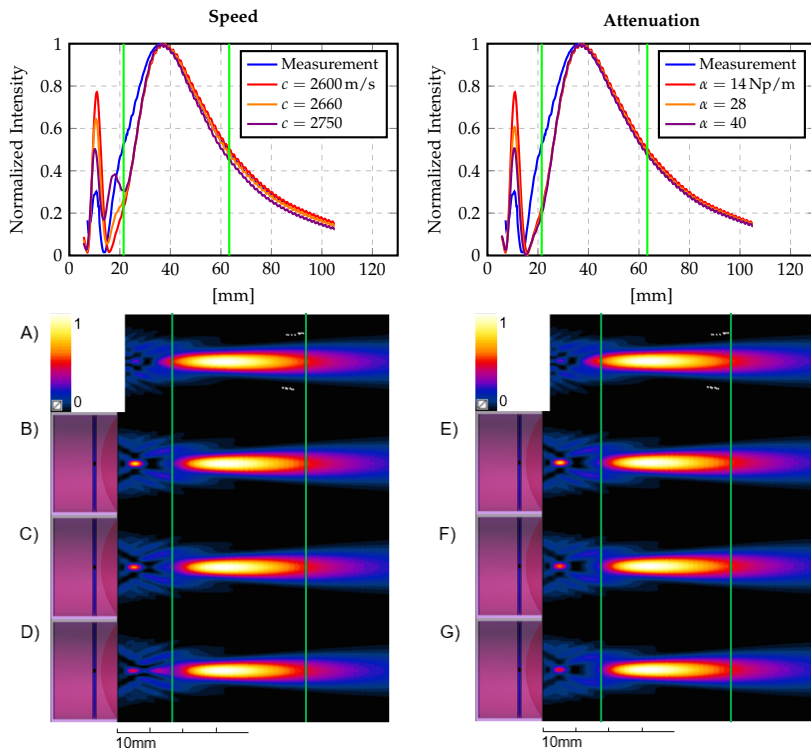 Speed
Normalized Intensity
1
0.8
0.6
0.4
0.2
0
0 20 40 60 80 100 120
[mm]
Measurement
c = 2600 m/s
c = 2660
c = 2750
Attenuation
Normalized Intensity
1
0.8
0.6
0.4
0.2
0
0 20 40 60 80 100 120
[mm]
Measurement
α = 14 Np/m
α = 28
α = 40
A)
1
0
B)
C)
D)
10mm
1
0
E)
F)
G)
10mm